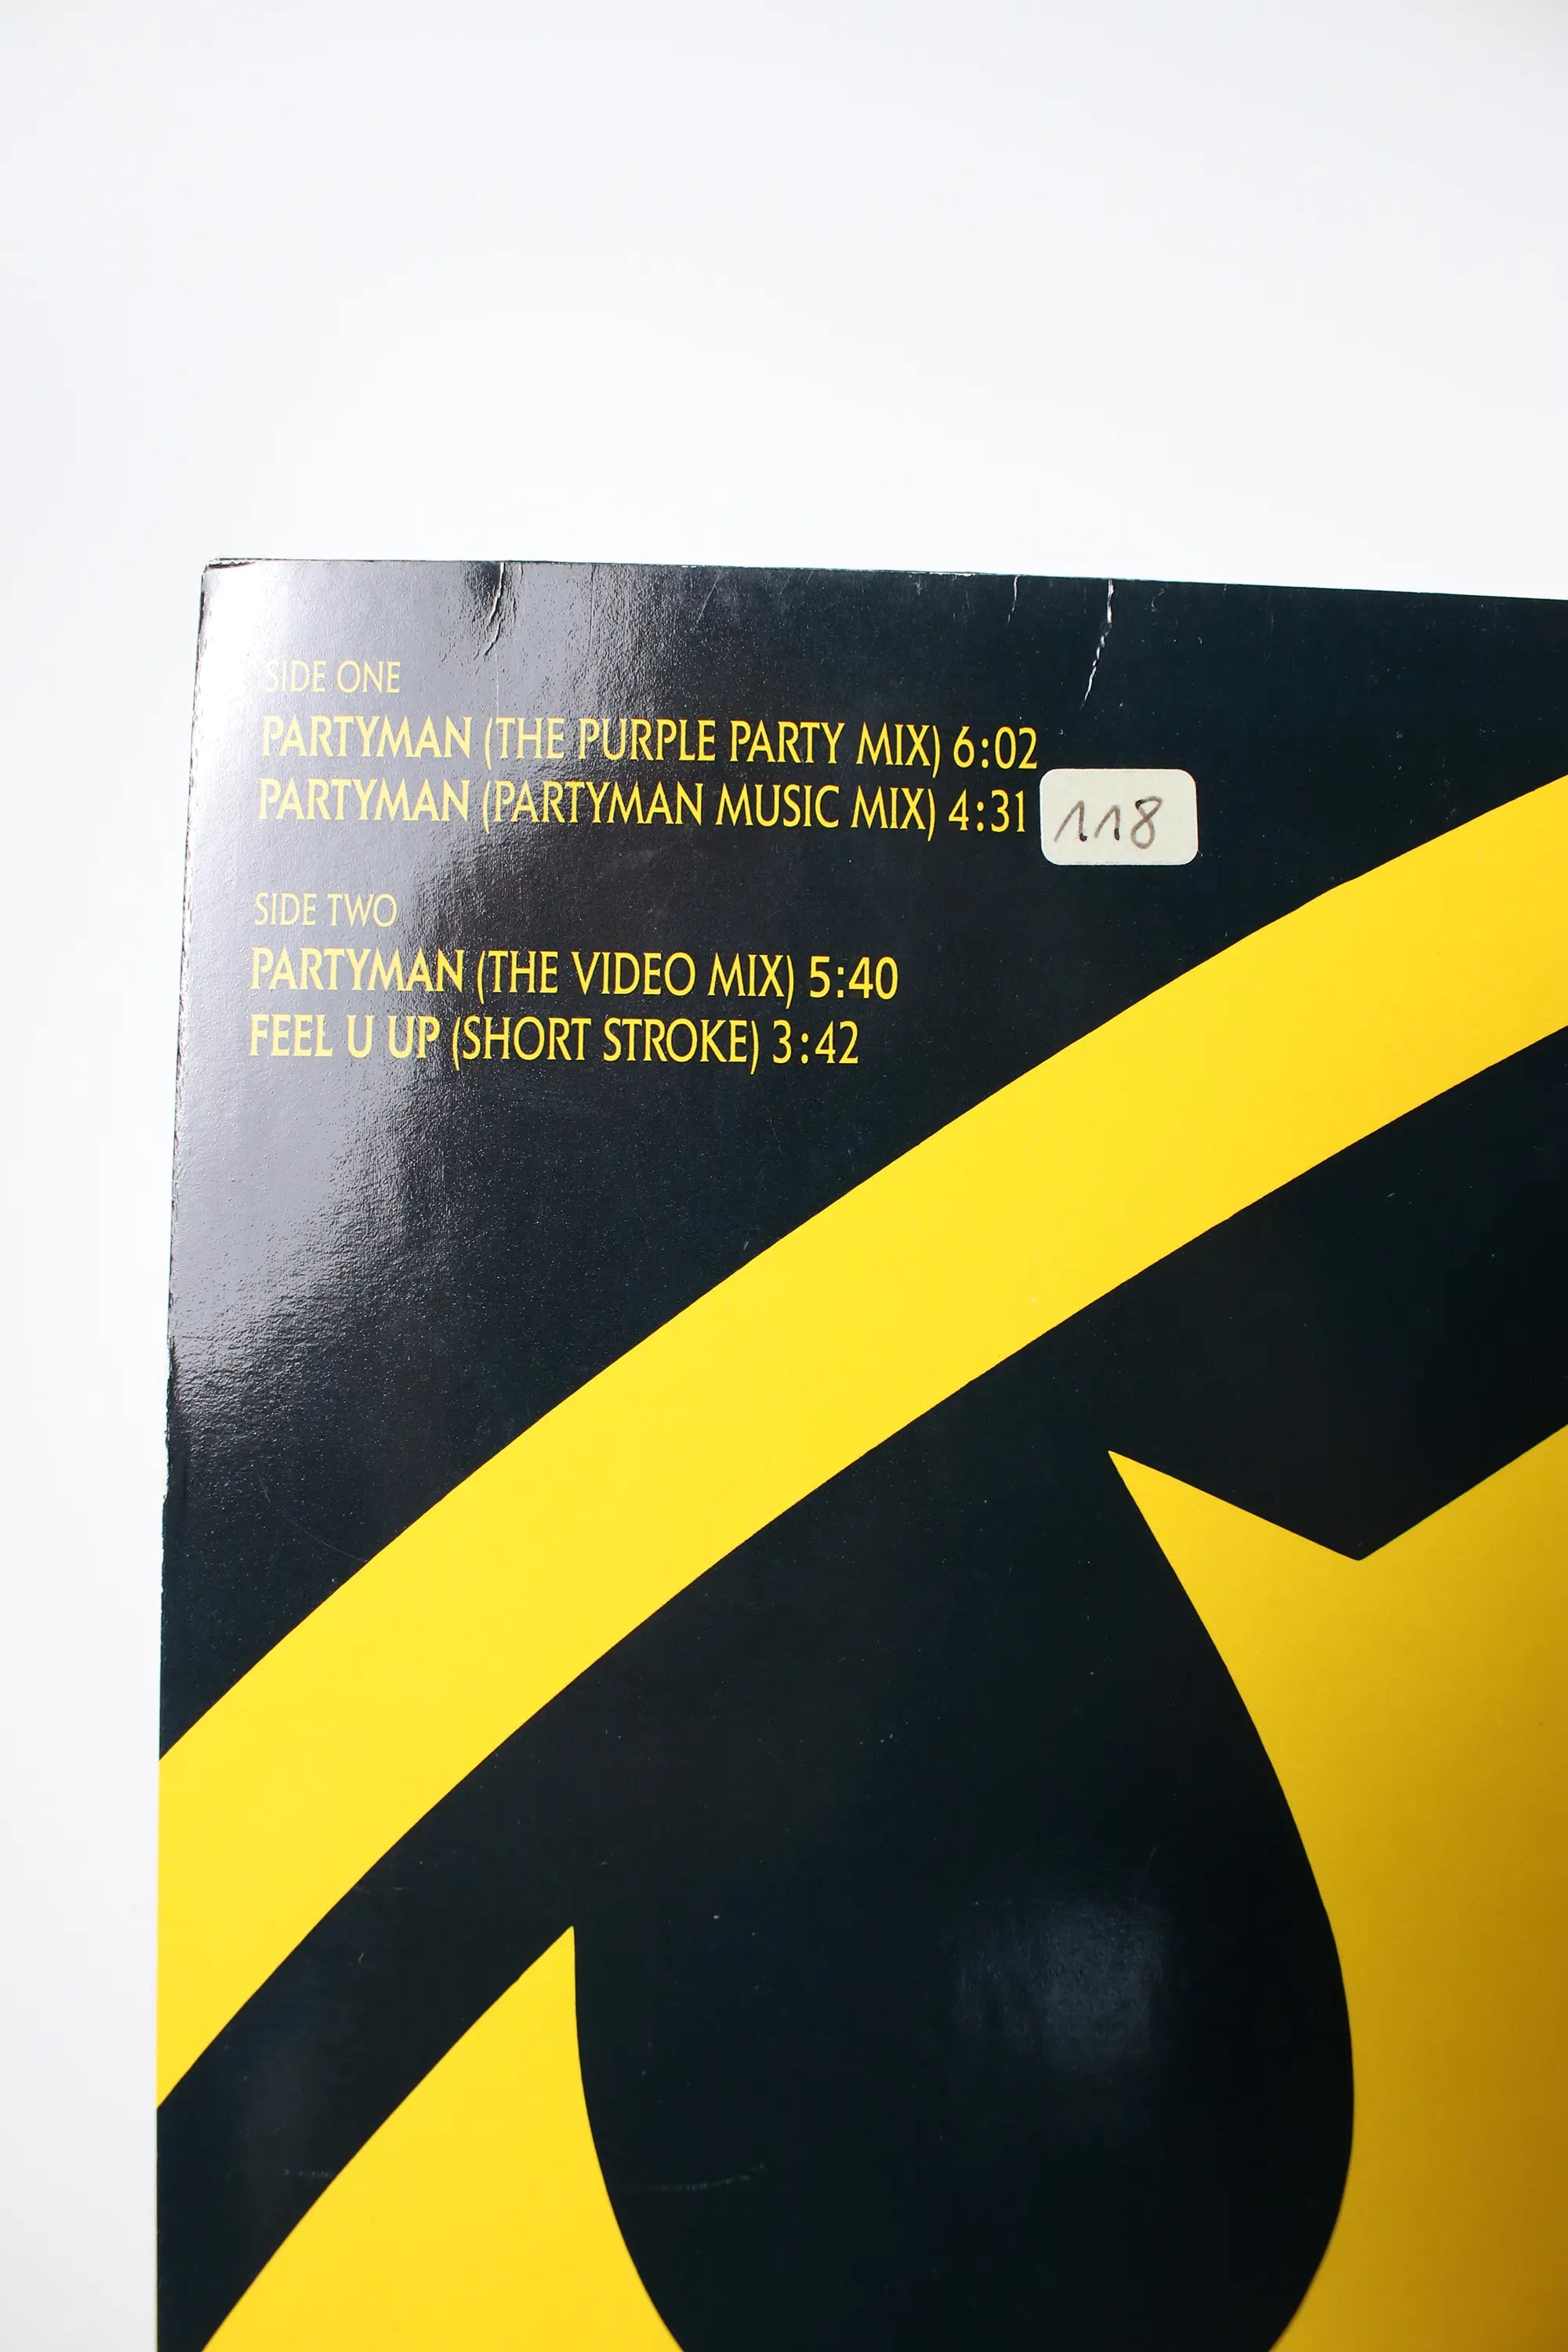 SIDE ONE
PARTYMAN (THE PURPLE PARTY MIX) 6:02
PARTYMAN (PARTYMAN MUSIC MIX) 4:31
118
SIDE TWO
PARTYMAN (THE VIDEO MIX) 5:40
FEEL U UP (SHORT STROKE) 3:42